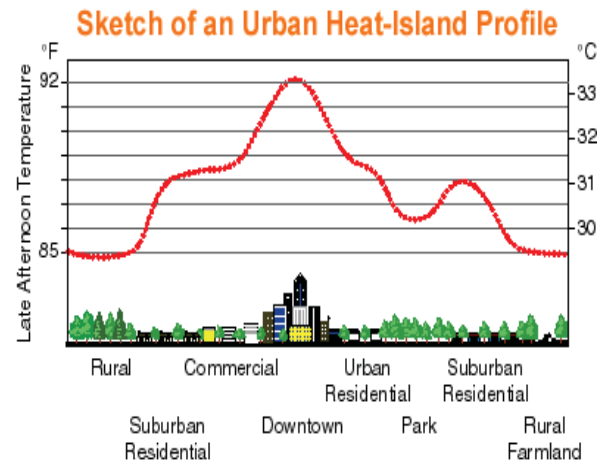 Sketch of an Urban Heat-Island Profile
°F
°C
92
33
32
31
30
85
Late Afternoon Temperature
Rural
Commercial
Urban
Residential
Suburban
Residential
Suburban
Residential
Downtown
Park
Rural
Farmland